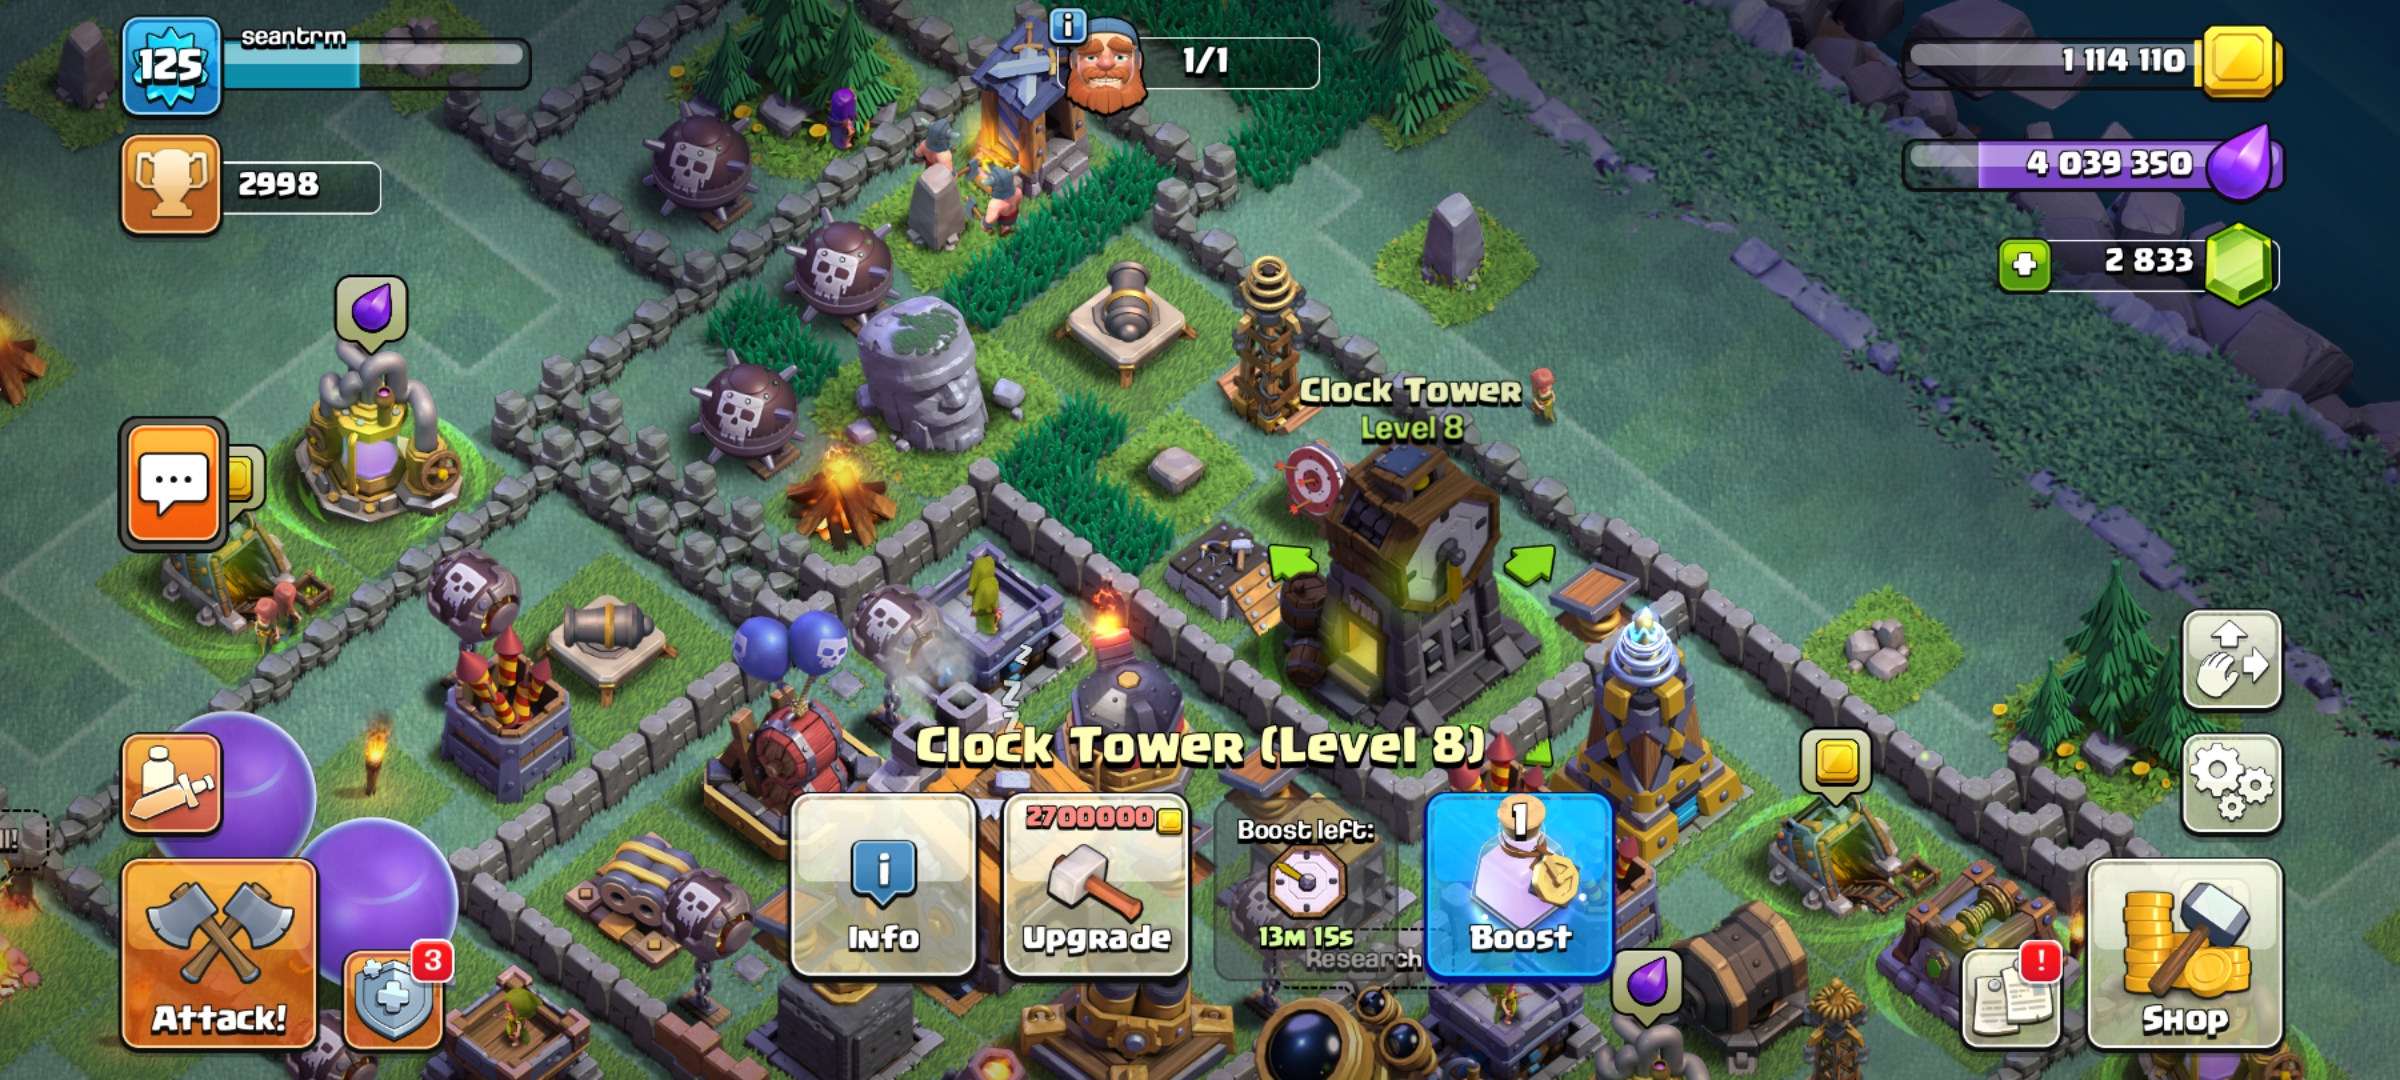 125
seantrm
1/1
1 114 110
2998
4 039 350
2 833
Clock Tower
Level 8
VIII
z
z
z
Clock Tower (Level 8)
2700000
Boost left:
1
Info
Upgrade
13m 15s
Boost
Research
3
!
Attack!
Shop